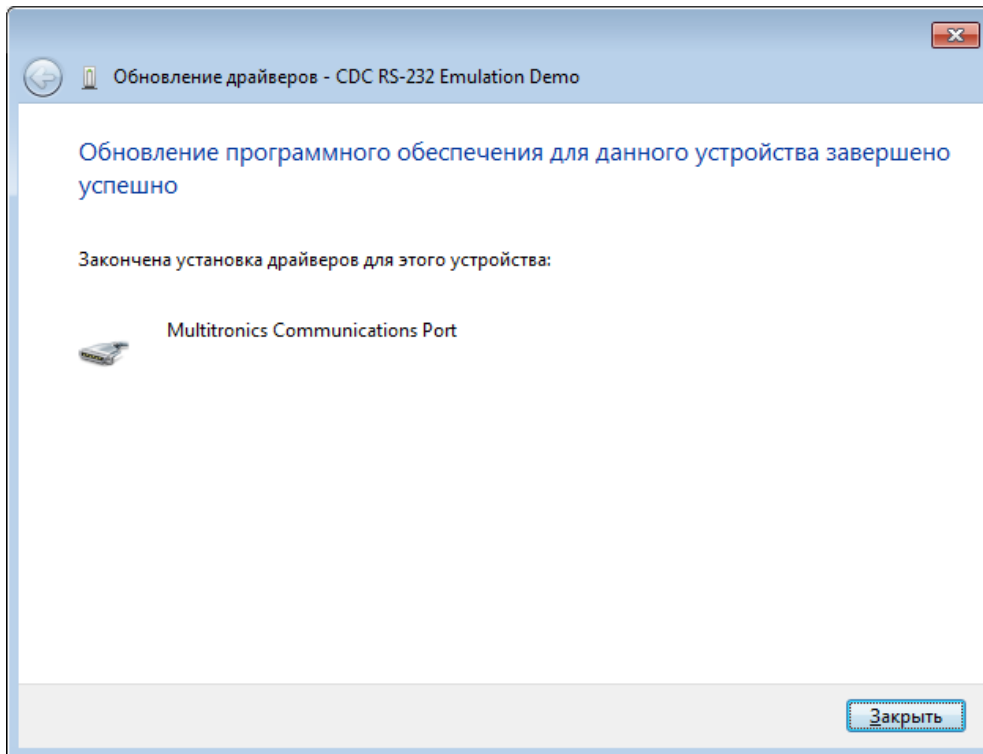 Обновление драйверов - CDC RS-232 Emulation Demo
Обновление программного обеспечения для данного устройства завершено
успешно
Закончена установка драйверов для этого устройства:
Multitronics Communications Port
Закрыть